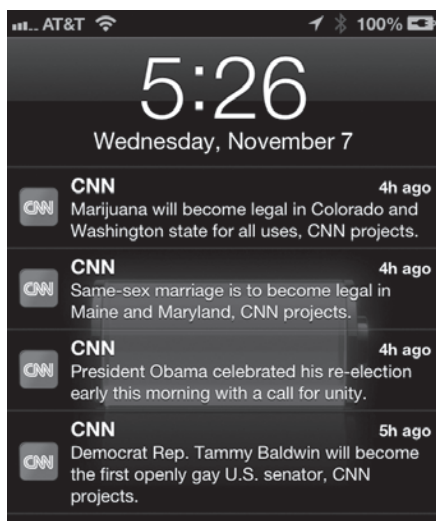 AT&T 100%
5:26
Wednesday, November 7
CNN 4h ago
CNN Marijuana will become legal in Colorado and
Washington state for all uses, CNN projects.
CNN 4h ago
CNN Same-sex marriage is to become legal in
Maine and Maryland, CNN projects.
CNN 4h ago
CNN President Obama celebrated his re-election
early this morning with a call for unity.
CNN 5h ago
CNN Democrat Rep. Tammy Baldwin will become
the first openly gay U.S. senator, CNN
projects.